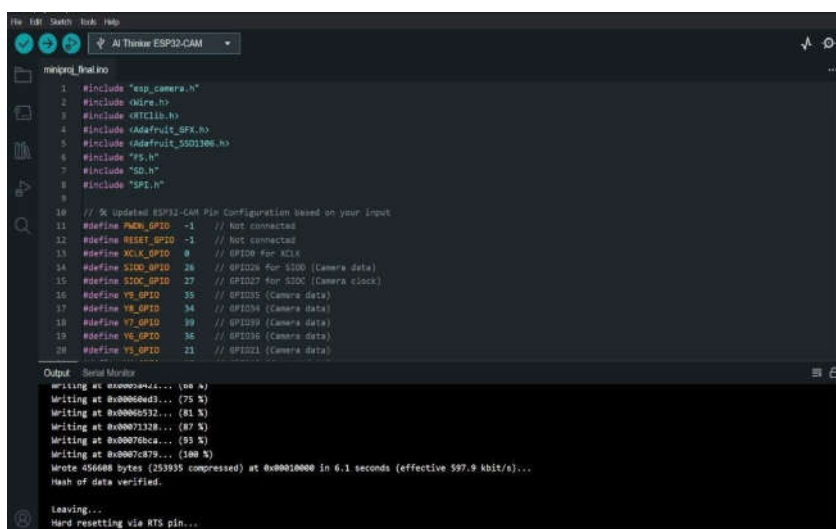 File Edit Sketch Tools Help
AI Thinker ESP32-CAM
miniproj_final.ino
1 #include "esp_camera.h"
2 #include <Wire.h>
3 #include <RTClib.h>
4 #include <Adafruit_GFX.h>
5 #include <Adafruit_SSD1306.h>
6 #include "FS.h"
7 #include "SD.h"
8 #include "SPI.h"
9
10 // 🛠 Updated ESP32-CAM Pin Configuration based on your input
11 #define PWDN_GPIO -1 // Not connected
12 #define RESET_GPIO -1 // Not connected
13 #define XCLK_GPIO 0 // GPIO0 for XCLK
14 #define SIOD_GPIO 26 // GPIO26 for SIOD (Camera data)
15 #define SIOC_GPIO 27 // GPIO27 for SIOC (Camera clock)
16 #define Y9_GPIO 35 // GPIO35 (Camera data)
17 #define Y8_GPIO 34 // GPIO34 (Camera data)
18 #define Y7_GPIO 39 // GPIO39 (Camera data)
19 #define Y6_GPIO 36 // GPIO36 (Camera data)
20 #define Y5_GPIO 21 // GPIO21 (Camera data)
Output Serial Monitor
Writing at 0x0005a421... (68 %)
Writing at 0x00060ed3... (75 %)
Writing at 0x0006b532... (81 %)
Writing at 0x00071328... (87 %)
Writing at 0x00076bca... (93 %)
Writing at 0x0007c879... (100 %)
Wrote 456608 bytes (253935 compressed) at 0x00010000 in 6.1 seconds (effective 597.9 kbit/s)...
Hash of data verified.
Leaving...
Hard resetting via RTS pin...